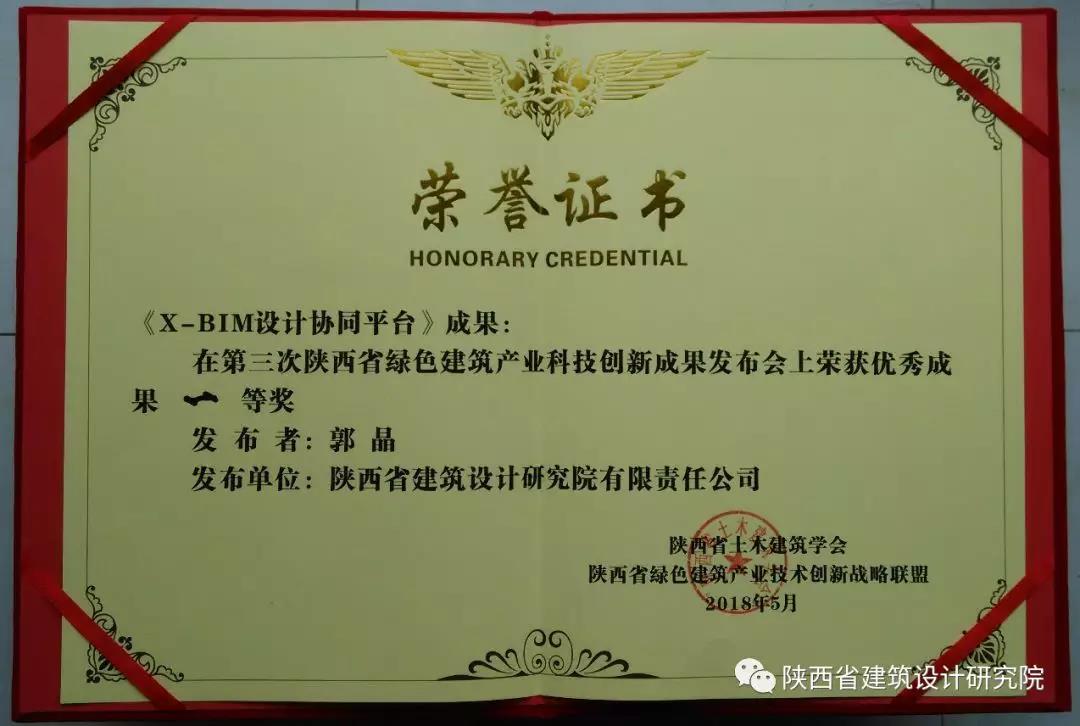 荣誉证书
HONORARY CREDENTIAL
《X-BIM设计协同平台》成果：
在第三次陕西省绿色建筑产业科技创新成果发布会上荣获优秀成
果 一 等奖
发 布 者：郭 晶
发布单位：陕西省建筑设计研究院有限责任公司
陕西省土木建筑学会
陕西省绿色建筑产业技术创新战略联盟
2018年5月
陕西省建筑设计研究院